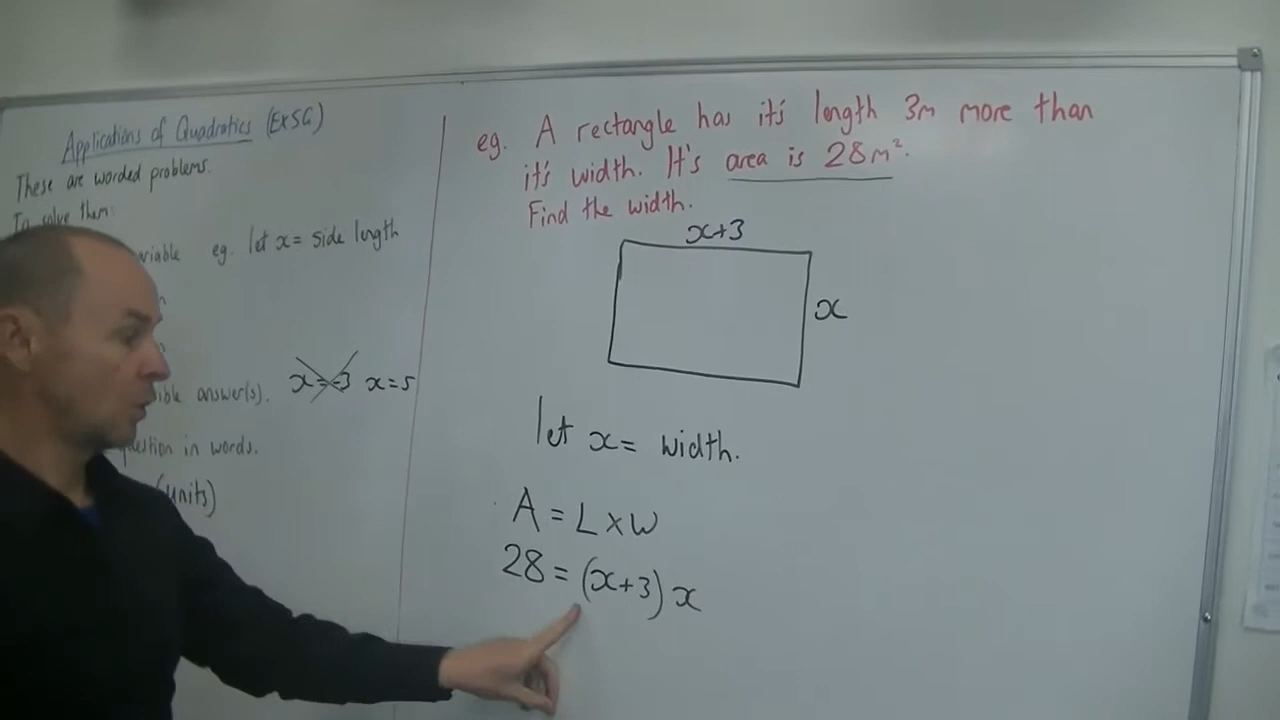 Applications of Quadratics (Ex5G)
These are worded problems.
To solve them:
eg. let x = side length
answer(s). x=-3 x=5
question in words.
(units)
eg. A rectangle has it's length 3m more than
it's width. It's area is 28m².
Find the width.
x+3
x
let x = width.
A = L x W
28 = (x+3) x